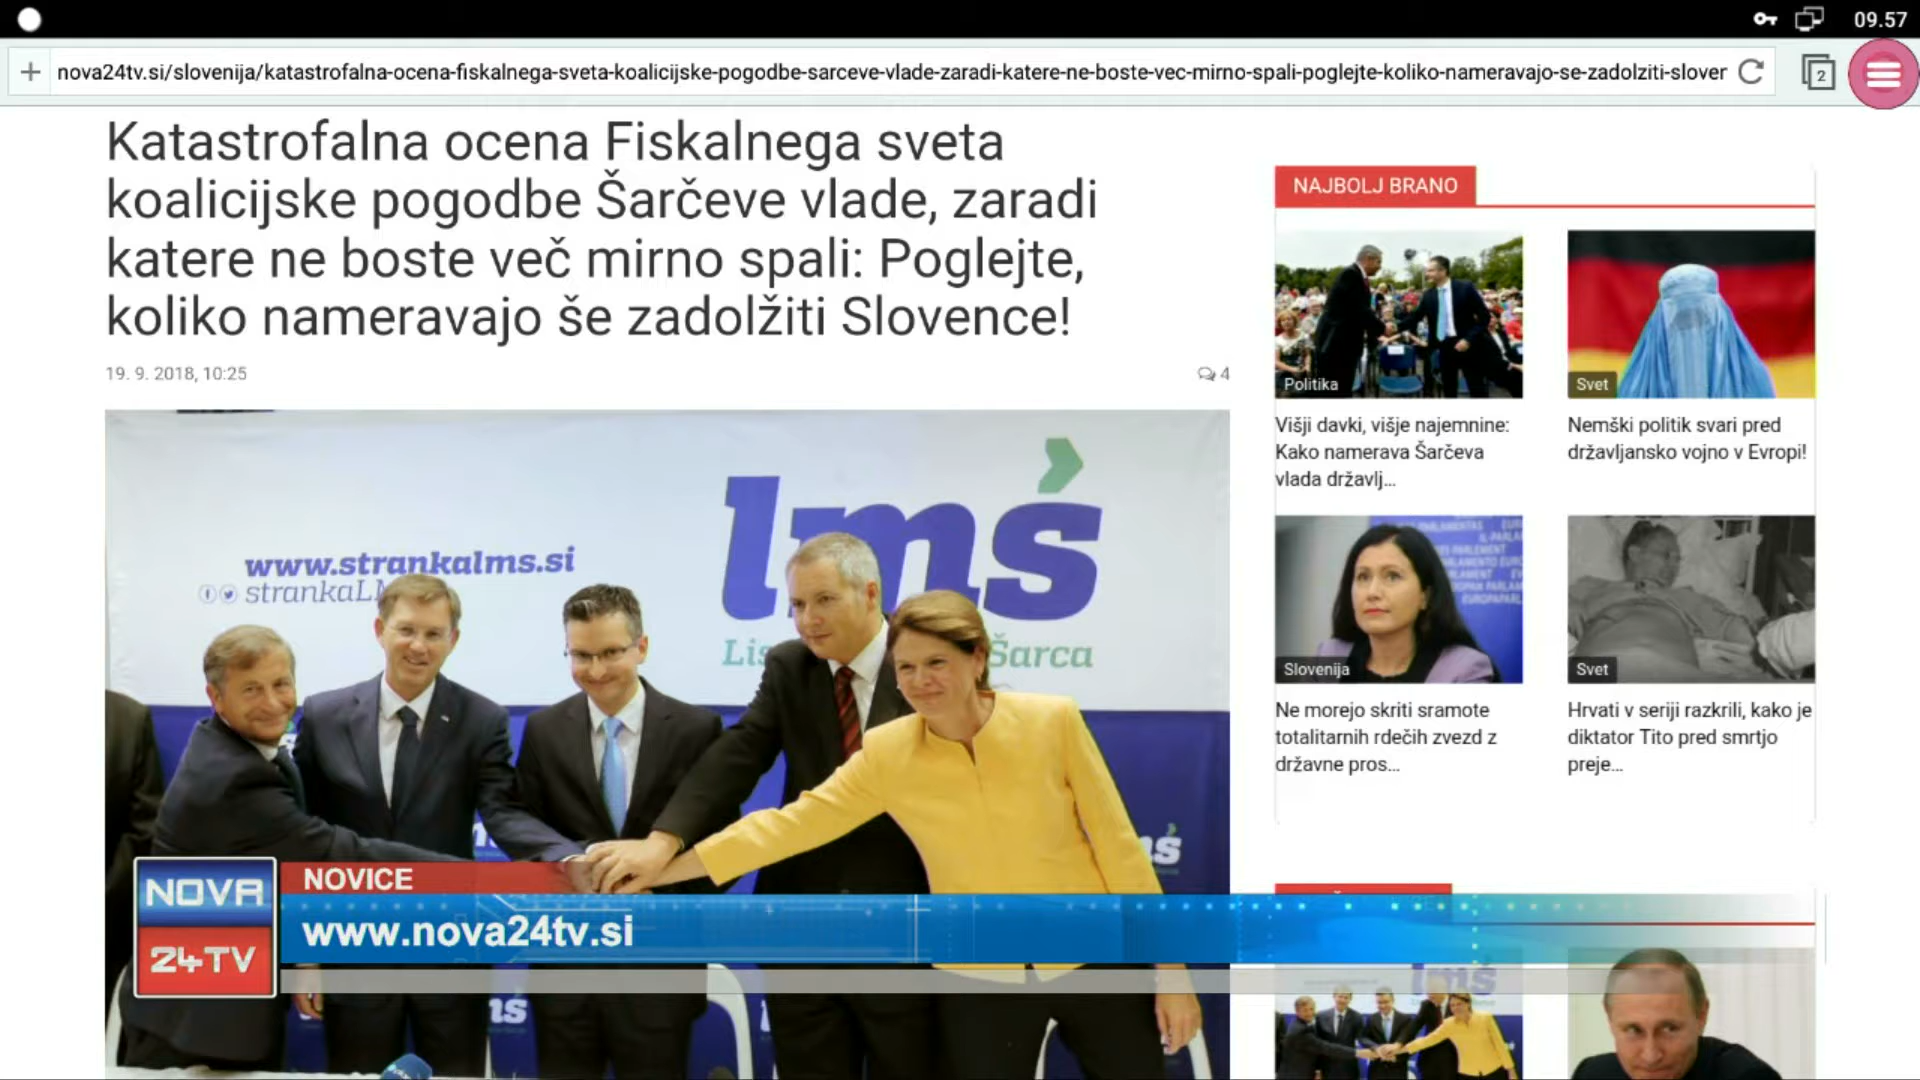 09.57
nova24tv.si/slovenija/katastrofalna-ocena-fiskalnega-sveta-koalicijske-pogodbe-sarceve-vlade-zaradi-katere-ne-boste-vec-mirno-spali-poglejte-koliko-nameravajo-se-zadolziti-slover
2
Katastrofalna ocena Fiskalnega sveta
koalicijske pogodbe Šarčeve vlade, zaradi
katere ne boste več mirno spali: Poglejte,
koliko nameravajo še zadolžiti Slovence!
19. 9. 2018, 10:25
4
www.strankalms.si
strankaLM
lmš
Lis
Šarca
NOVA
24TV
NOVICE
www.nova24tv.si
NAJBOLJ BRANO
Politika
Višji davki, višje najemnine:
Kako namerava Šarčeva
vlada državlj...
Svet
Nemški politik svari pred
državljansko vojno v Evropi!
Slovenija
Ne morejo skriti sramote
totalitarnih rdečih zvezd z
državne pros...
Svet
Hrvati v seriji razkrili, kako je
diktator Tito pred smrtjo
preje...